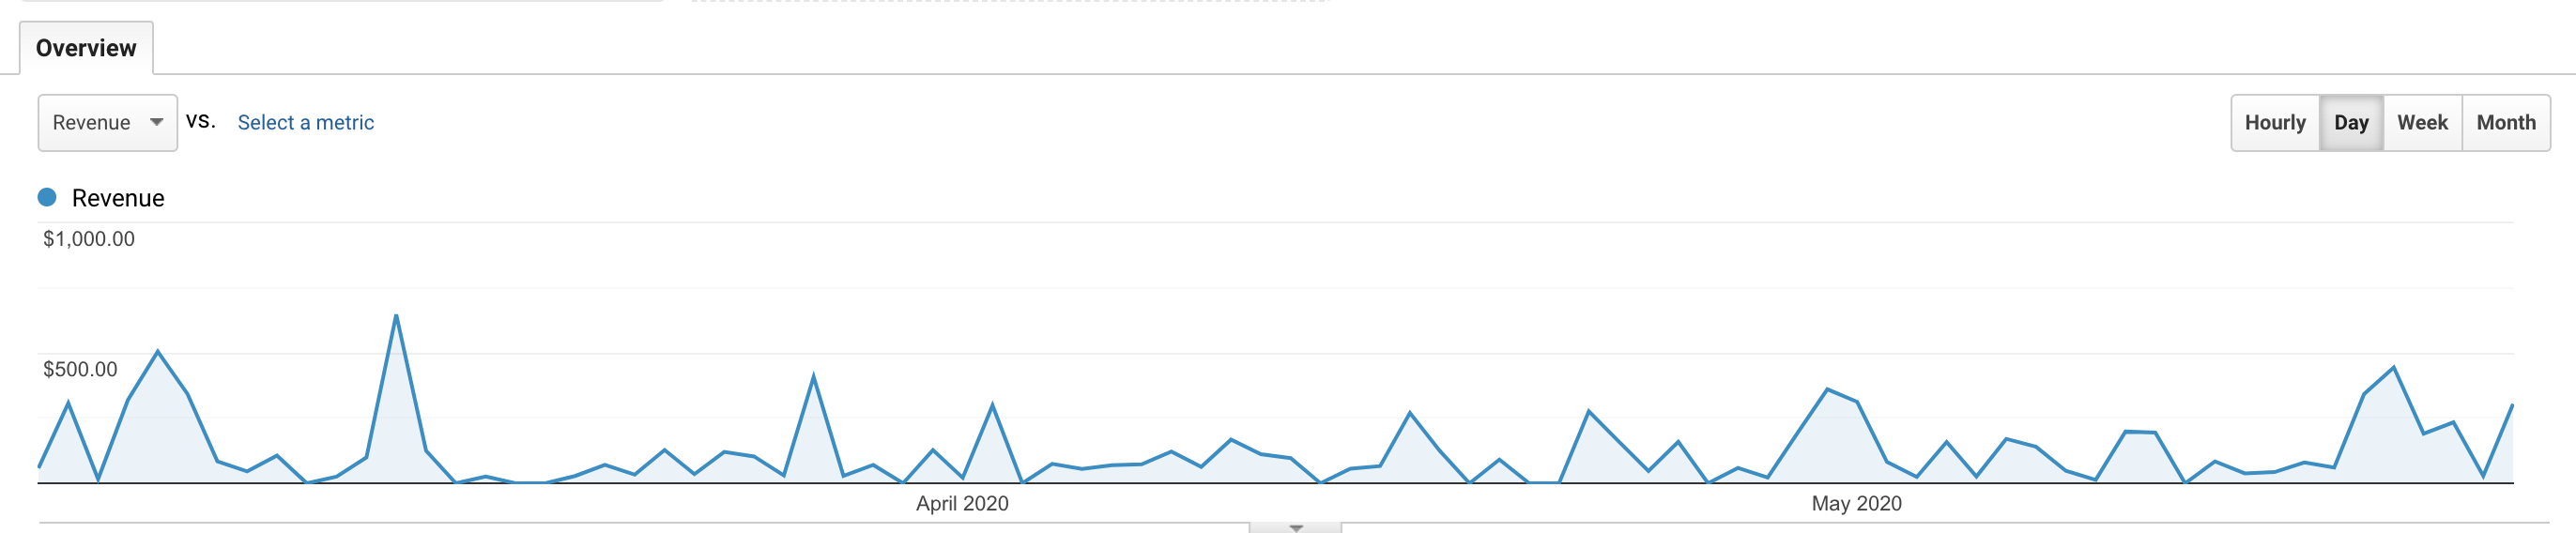 Overview
Revenue vs. Select a metric Hourly Day Week Month
Revenue
$1,000.00
$500.00
April 2020 May 2020